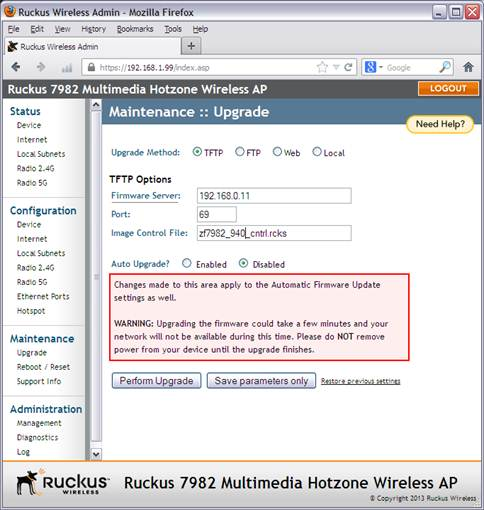 Ruckus Wireless Admin - Mozilla Firefox
File Edit View History Bookmarks Tools Help
Ruckus Wireless Admin
https://192.168.1.99/index.asp
Google
Ruckus 7982 Multimedia Hotzone Wireless AP
LOGOUT
Status
Device
Internet
Local Subnets
Radio 2.4G
Radio 5G
Configuration
Device
Internet
Local Subnets
Radio 2.4G
Radio 5G
Ethernet Ports
Hotspot
Maintenance
Upgrade
Reboot / Reset
Support Info
Administration
Management
Diagnostics
Log
Maintenance :: Upgrade
Need Help?
Upgrade Method: TFTP FTP Web Local
TFTP Options
Firmware Server: 192.168.0.11
Port: 69
Image Control File: zf7982_940_cntrl.rcks
Auto Upgrade? Enabled Disabled
Changes made to this area apply to the Automatic Firmware Update
settings as well.
WARNING: Upgrading the firmware could take a few minutes and your
network will not be available during this time. Please do NOT remove
power from your device until the upgrade finishes.
Perform Upgrade Save parameters only Restore previous settings
RUCKUS
WIRELESS
Ruckus 7982 Multimedia Hotzone Wireless AP
© Copyright 2013 Ruckus Wireless